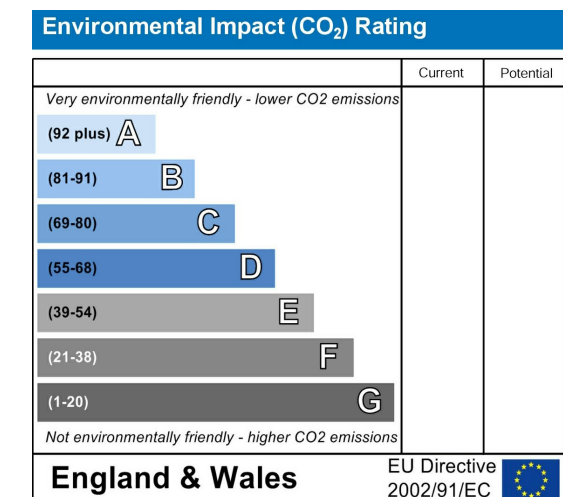 Environmental Impact (CO₂) Rating
Current Potential
Very environmentally friendly - lower CO2 emissions
(92 plus) A
(81-91) B
(69-80) C
(55-68) D
(39-54) E
(21-38) F
(1-20) G
Not environmentally friendly - higher CO2 emissions
England & Wales
EU Directive
2002/91/EC